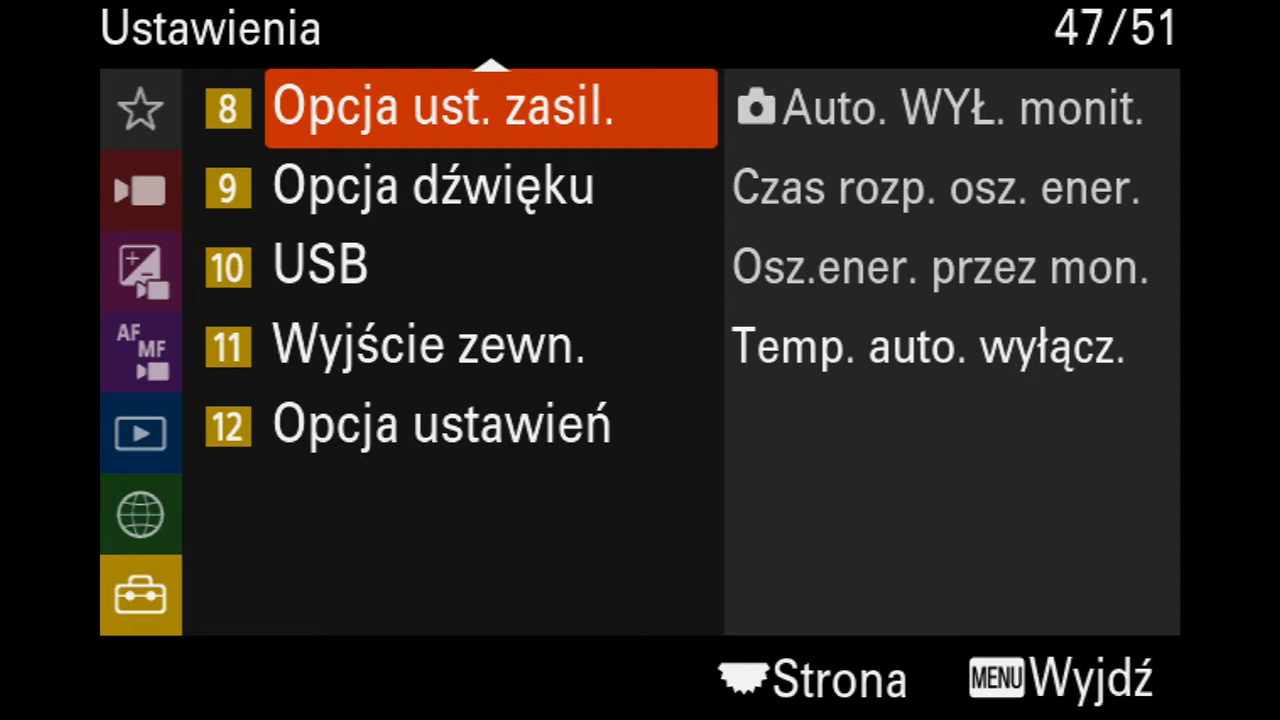 Ustawienia 47/51
8 Opcja ust. zasil.
9 Opcja dźwięku
10 USB
11 Wyjście zewn.
12 Opcja ustawień
AF MF
Auto. WYŁ. monit.
Czas rozp. osz. ener.
Osz.ener. przez mon.
Temp. auto. wyłącz.
Strona MENU Wyjdź